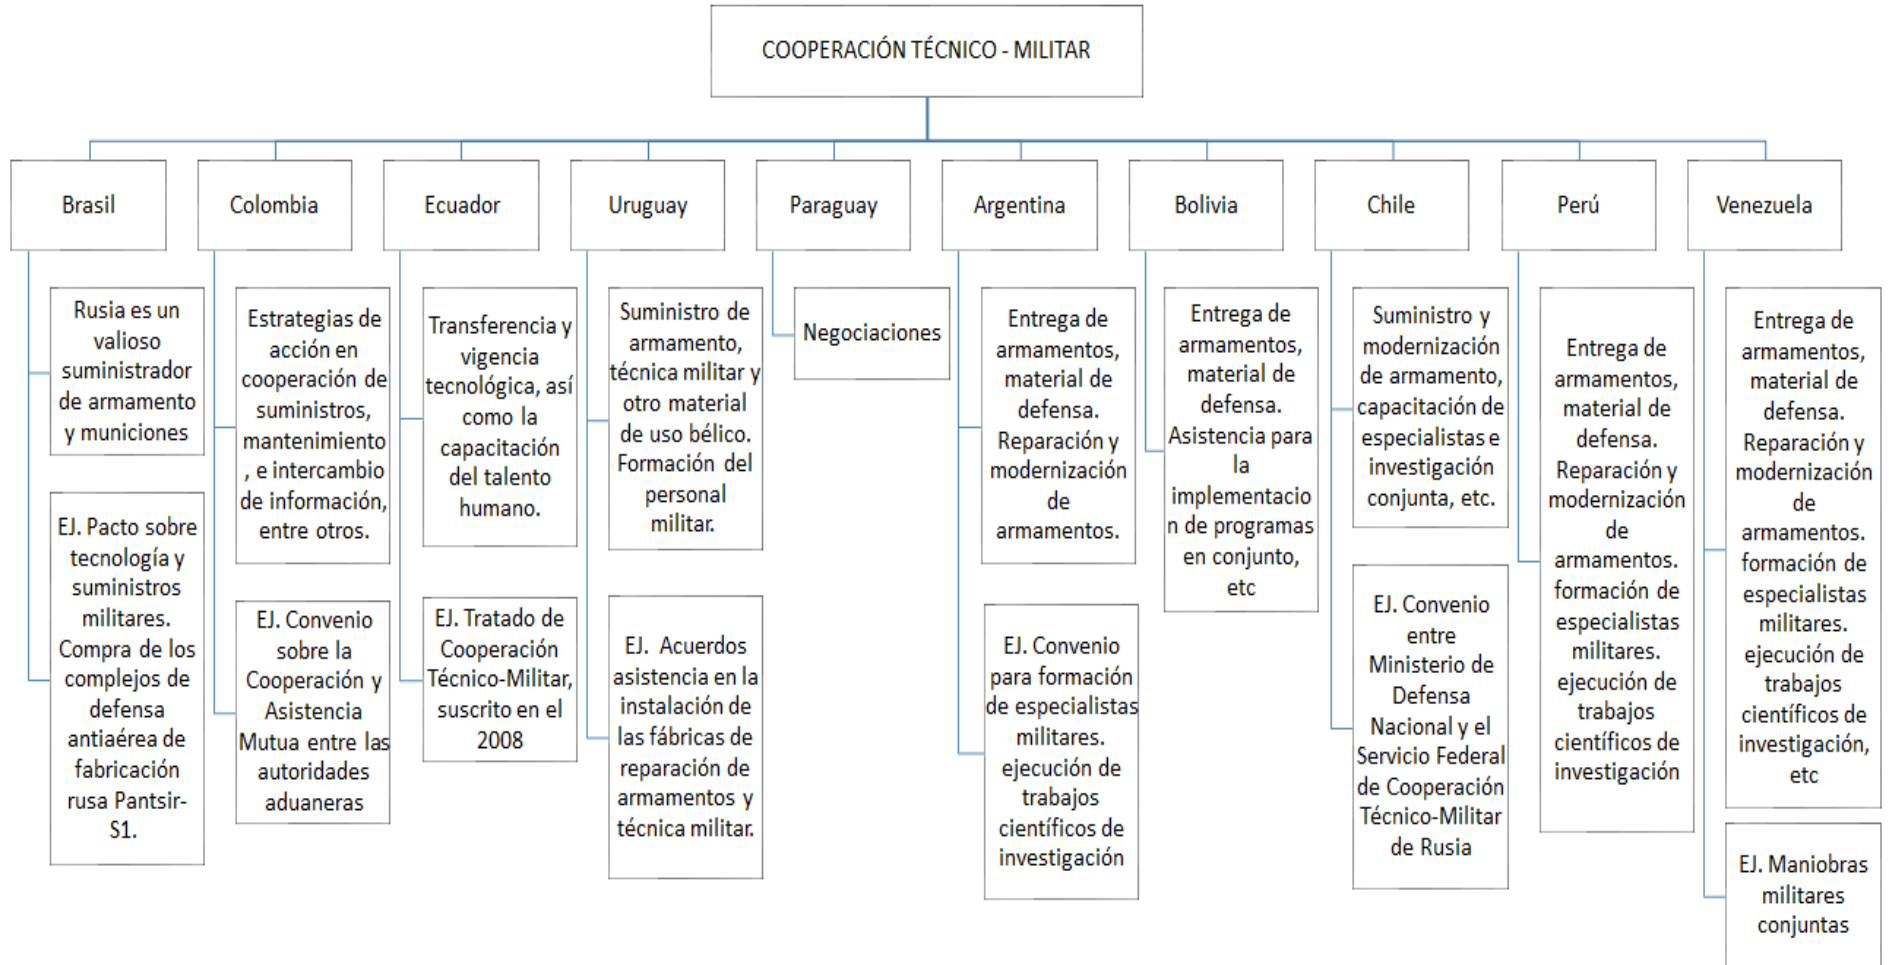 COOPERACIÓN TÉCNICO - MILITAR
Brasil
Colombia
Ecuador
Uruguay
Paraguay
Argentina
Bolivia
Chile
Perú
Venezuela
Rusia es un
valioso
suministrador
de armamento
y municiones
EJ. Pacto sobre
tecnología y
suministros
militares.
Compra de los
complejos de
defensa
antiaérea de
fabricación
rusa Pantsir-
S1.
Estrategias de
acción en
cooperación de
suministros,
mantenimiento
, e intercambio
de información,
entre otros.
EJ. Convenio
sobre la
Cooperación y
Asistencia
Mutua entre las
autoridades
aduaneras
Transferencia y
vigencia
tecnológica, así
como la
capacitación
del talento
humano.
EJ. Tratado de
Cooperación
Técnico-Militar,
suscrito en el
2008
Suministro de
armamento,
técnica militar y
otro material
de uso bélico.
Formación del
personal
militar.
EJ. Acuerdos
asistencia en la
instalación de
las fábricas de
reparación de
armamentos y
técnica militar.
Negociaciones
Entrega de
armamentos,
material de
defensa.
Reparación y
modernización
de
armamentos.
EJ. Convenio
para formación
de especialistas
militares.
ejecución de
trabajos
científicos de
investigación
Entrega de
armamentos,
material de
defensa.
Asistencia para
la
implementacio
n de programas
en conjunto,
etc
Suministro y
modernización
de armamento,
capacitación de
especialistas e
investigación
conjunta, etc.
EJ. Convenio
entre
Ministerio de
Defensa
Nacional y el
Servicio Federal
de Cooperación
Técnico-Militar
de Rusia
Entrega de
armamentos,
material de
defensa.
Reparación y
modernización
de
armamentos.
formación de
especialistas
militares.
ejecución de
trabajos
científicos de
investigación
Entrega de
armamentos,
material de
defensa.
Reparación y
modernización
de
armamentos.
formación de
especialistas
militares.
ejecución de
trabajos
científicos de
investigación,
etc
EJ. Maniobras
militares
conjuntas